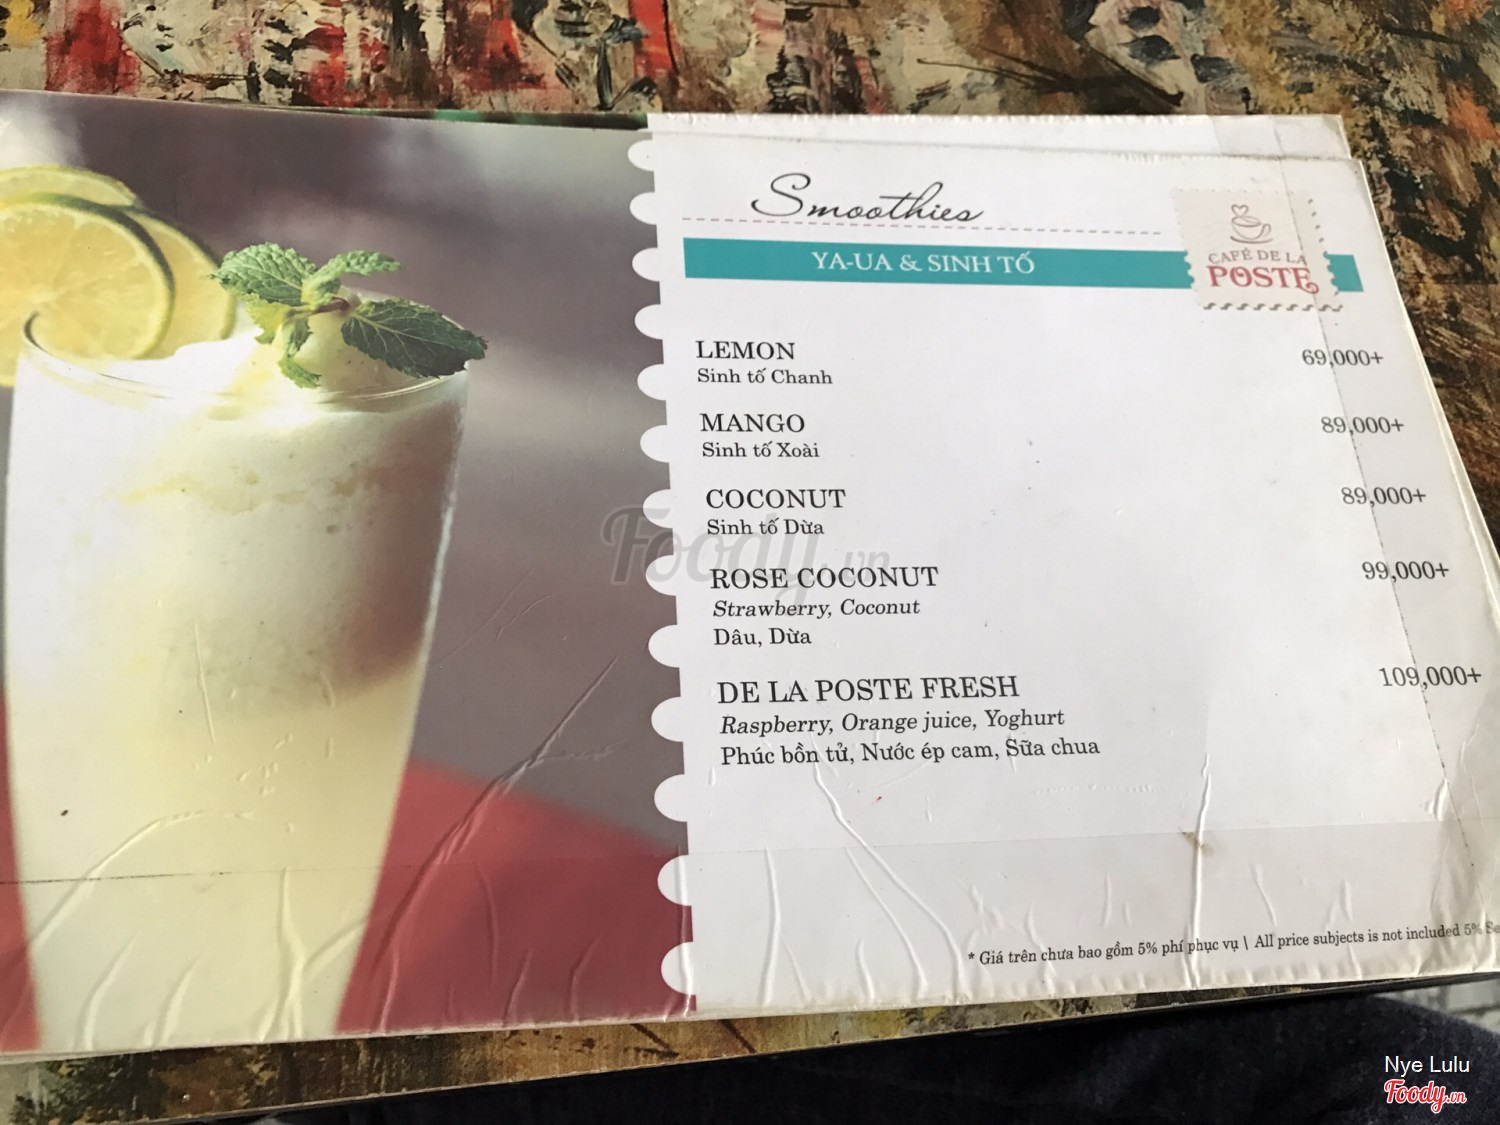 Smoothies
YA-UA & SINH TỐ
CAFÉ DE LA
POSTE
LEMON 69,000+
Sinh tố Chanh
MANGO 89,000+
Sinh tố Xoài
COCONUT 89,000+
Sinh tố Dừa
ROSE COCONUT 99,000+
Strawberry, Coconut
Dâu, Dừa
DE LA POSTE FRESH 109,000+
Raspberry, Orange juice, Yoghurt
Phúc bồn tử, Nước ép cam, Sữa chua
* Giá trên chưa bao gồm 5% phí phục vụ | All price subjects is not included 5%
Foody.vn
Nye Lulu
Foody.vn